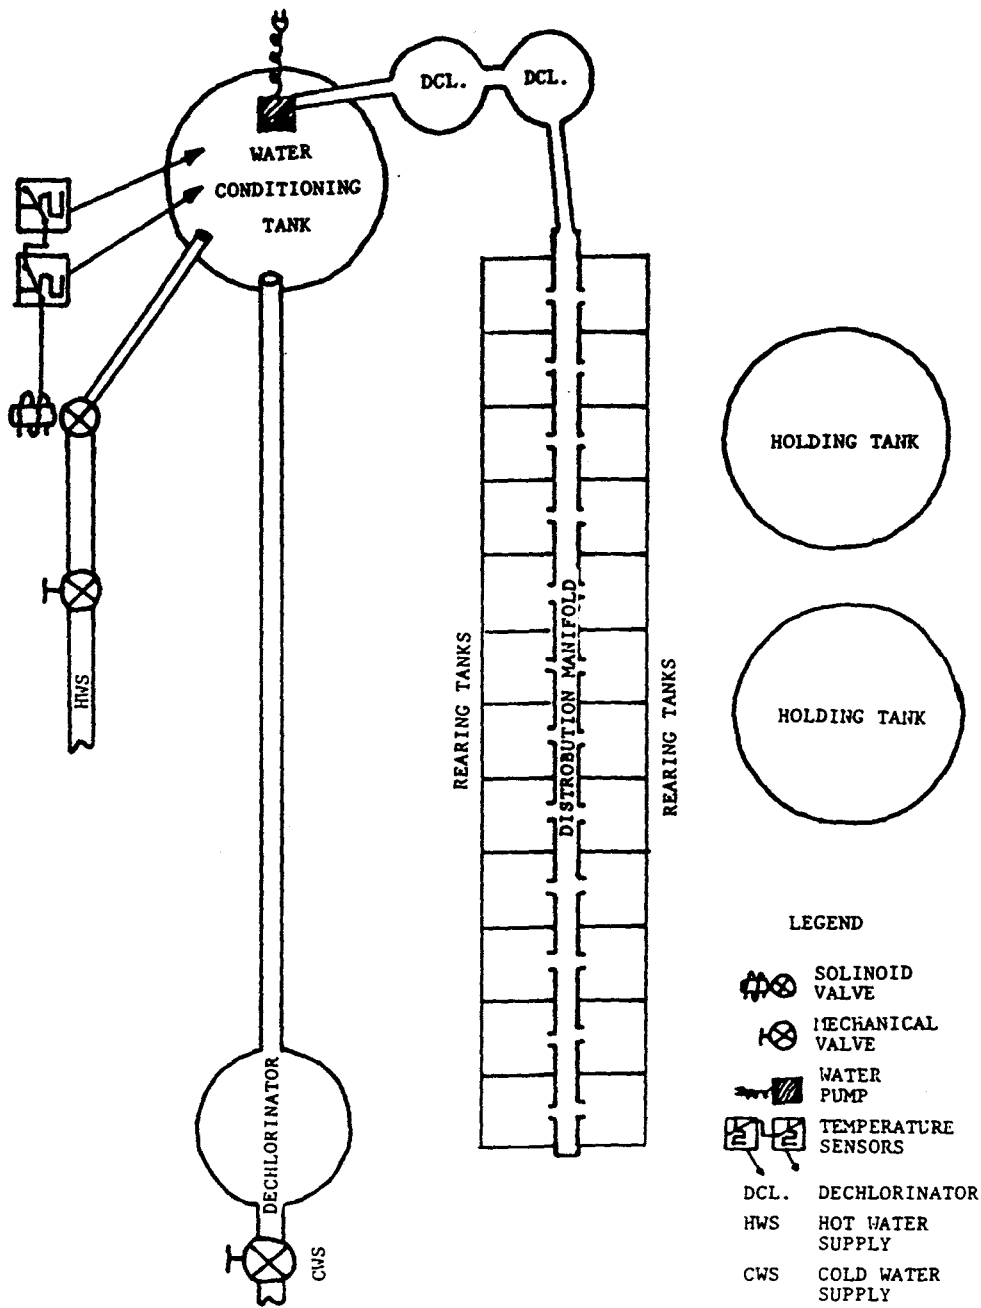 DCL.
DCL.
WATER
CONDITIONING
TANK
HOLDING TANK
HWS
REARING TANKS
DISTROBUTION MANIFOLD
REARING TANKS
HOLDING TANK
DECHLORINATOR
CWS
LEGEND
SOLINOID
VALVE
MECHANICAL
VALVE
WATER
PUMP
TEMPERATURE
SENSORS
DCL. DECHLORINATOR
HWS HOT WATER
SUPPLY
CWS COLD WATER
SUPPLY